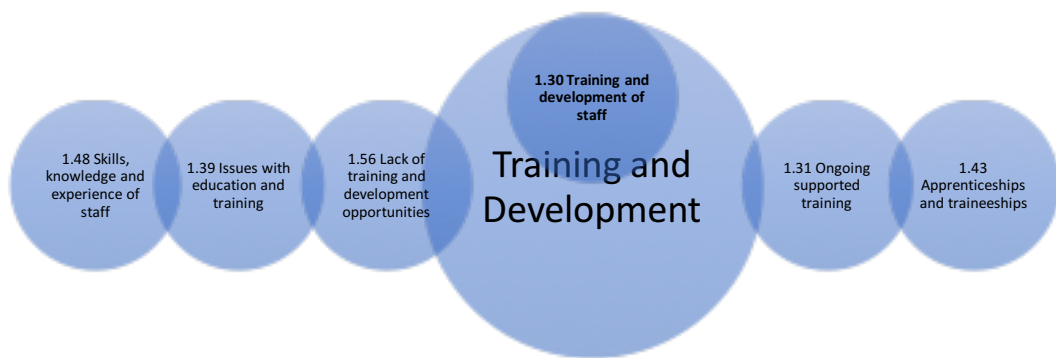 1.48 Skills,
knowledge and
experience of
staff
1.39 Issues with
education and
training
1.56 Lack of
training and
development
opportunities
1.30 Training and
development of
staff
Training and
Development
1.31 Ongoing
supported
training
1.43
Apprenticeships
and traineeships